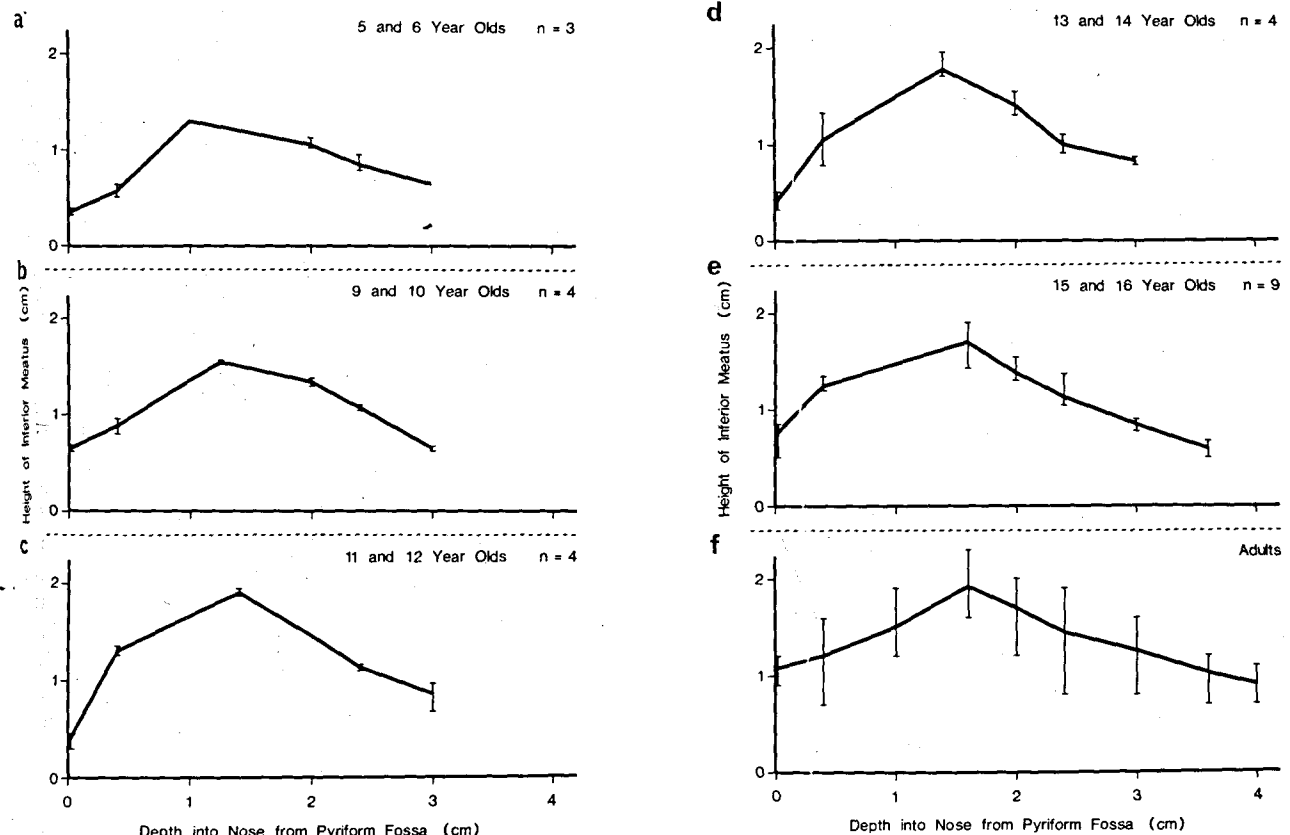 a
5 and 6 Year Olds n = 3
2
1
0
b
9 and 10 Year Olds n = 4
2
1
0
Height of Inferior Meatus (cm)
c
11 and 12 Year Olds n = 4
2
1
0
0 1 2 3 4
Depth into Nose from Pyriform Fossa (cm)
d
13 and 14 Year Olds n = 4
2
1
0
e
15 and 16 Year Olds n = 9
2
1
0
Height of Inferior Meatus (cm)
f
Adults
2
1
0
0 1 2 3 4
Depth into Nose from Pyriform Fossa (cm)